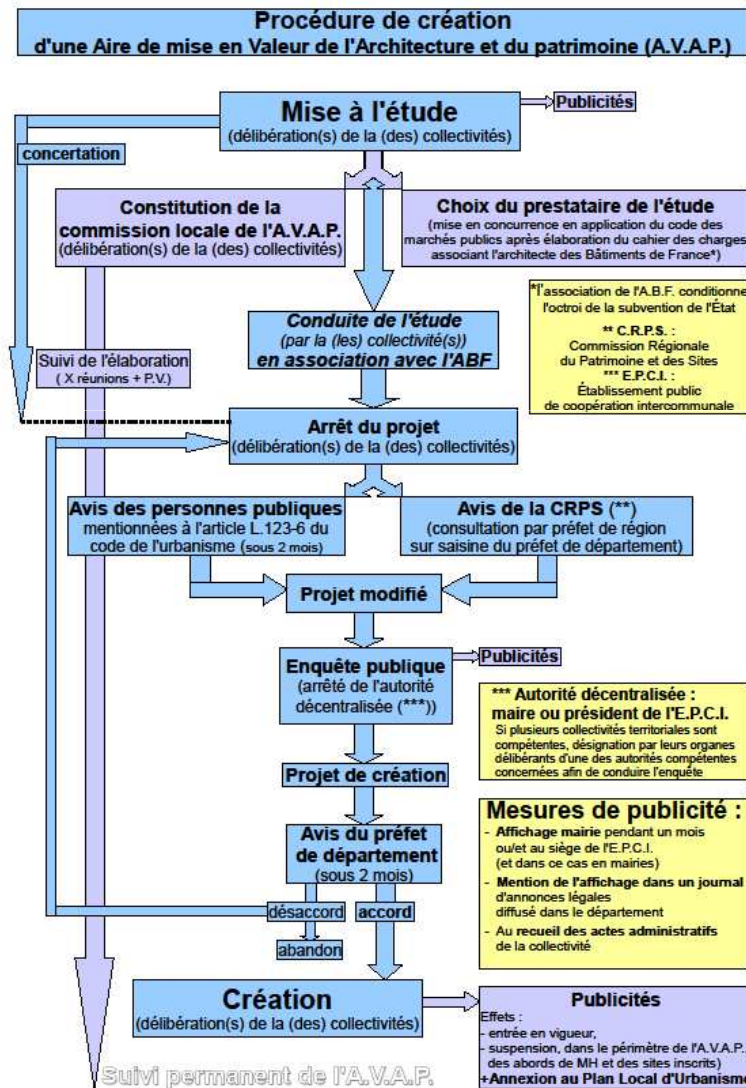 Procédure de création
d'une Aire de mise en Valeur de l'Architecture et du patrimoine (A.V.A.P.)
Mise à l'étude
(délibération(s) de la (des) collectivités)
Publicités
concertation
Constitution de la
commission locale de l'A.V.A.P.
(délibération(s) de la (des) collectivités)
Choix du prestataire de l'étude
(mise en concurrence en application du code des
marchés publics après élaboration du cahier des charges
associant l'architecte des Bâtiments de France*)
*l'association de l'A.B.F. conditionne
l'octroi de la subvention de l'État
** C.R.P.S. :
Commission Régionale
du Patrimoine et des Sites
*** E.P.C.I. :
Établissement public
de coopération intercommunale
Conduite de l'étude
(par la (les) collectivité(s))
en association avec l'ABF
Suivi de l'élaboration
( X réunions + P.V.)
Arrêt du projet
(délibération(s) de la (des) collectivités)
Avis des personnes publiques
mentionnées à l'article L.123-6 du
code de l'urbanisme (sous 2 mois)
Avis de la CRPS (**)
(consultation par préfet de région
sur saisine du préfet de département)
Projet modifié
Enquête publique
(arrêté de l'autorité
décentralisée (***))
Publicités
*** Autorité décentralisée :
maire ou président de l'E.P.C.I.
Si plusieurs collectivités territoriales sont
compétentes, désignation par leurs organes
délibérants d'une des autorités compétentes
concernées afin de conduire l'enquête
Projet de création
Avis du préfet
de département
(sous 2 mois)
Mesures de publicité :
- Affichage mairie pendant un mois
ou/et au siège de l'E.P.C.I.
(et dans ce cas en mairies)
- Mention de l'affichage dans un journal
d'annonces légales
diffusé dans le département
- Au recueil des actes administratifs
de la collectivité
désaccord
accord
abandon
Création
(délibération(s) de la (des) collectivités)
Publicités
Effets :
- entrée en vigueur,
- suspension, dans le périmètre de l'A.V.A.P.
des abords de MH et des sites inscrits)
+Annexion au Plan Local d'Urbanisme
Suivi permanent de l'A.V.A.P.